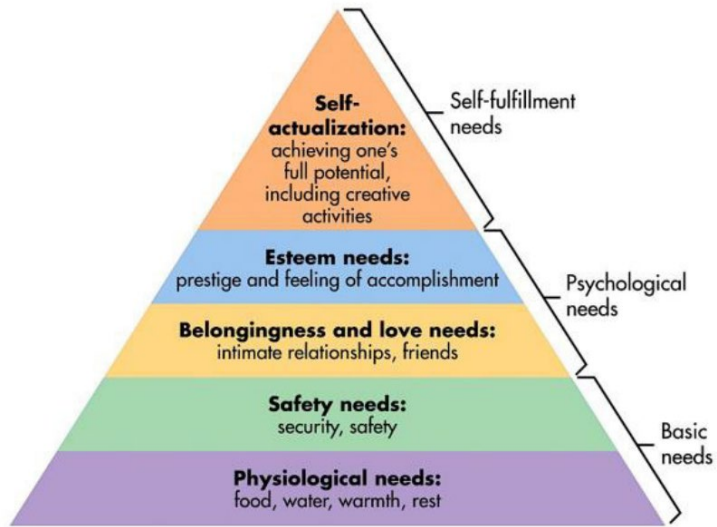 Self-
actualization:
achieving one's
full potential,
including creative
activities
Self-fulfillment
needs
Esteem needs:
prestige and feeling of accomplishment
Psychological
needs
Belongingness and love needs:
intimate relationships, friends
Safety needs:
security, safety
Basic
needs
Physiological needs:
food, water, warmth, rest